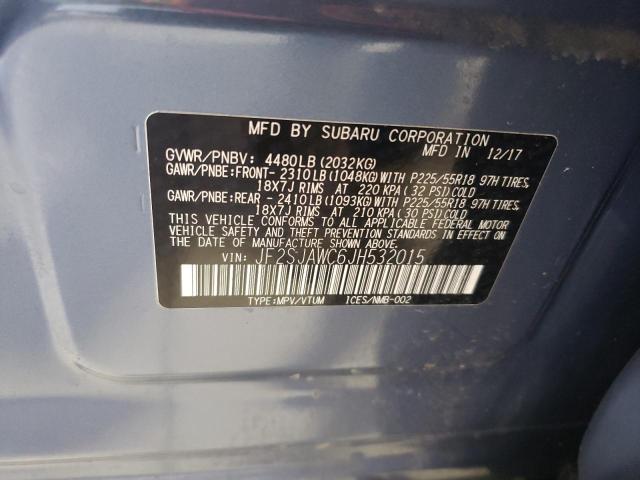 MFD BY SUBARU CORPORATION
GVWR/PNBV: 4480LB (2032KG) MFD IN 12/17
GAWR/PNBE:FRONT- 2310LB (1048KG) WITH P225/55R18 97H TIRES,
18X7J RIMS AT 220 KPA (32 PSI) COLD
GAWR/PNBE:REAR - 2410LB (1093KG) WITH P225/55R18 97H TIRES,
18X7J RIMS AT 210 KPA (30 PSI) COLD
THIS VEHICLE CONFORMS TO ALL APPLICABLE FEDERAL MOTOR
VEHICLE SAFETY AND THEFT PREVENTION STANDARDS IN EFFECT
ON THE DATE OF MANUFACTURE SHOWN ABOVE.
VIN: JF2SJAWC6JH532015
TYPE:MPV/VTUM ICES/NMB-002